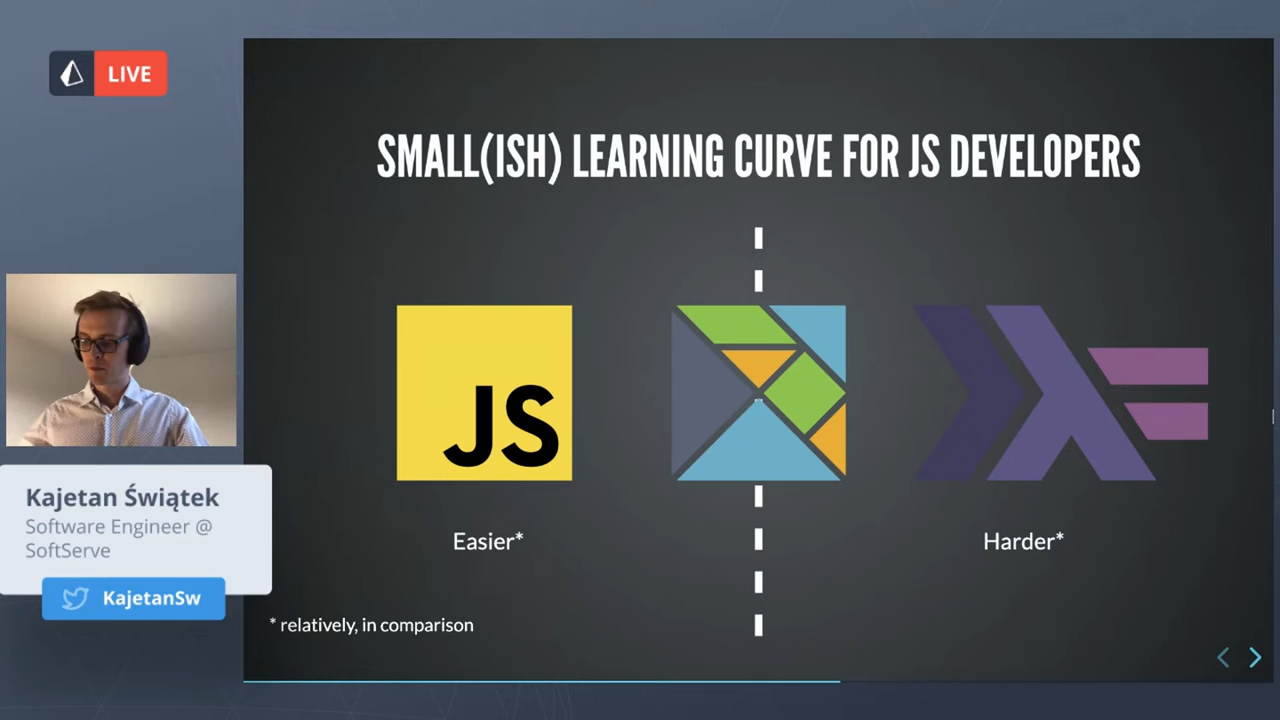 LIVE
SMALL(ISH) LEARNING CURVE FOR JS DEVELOPERS
JS
Easier*
Harder*
* relatively, in comparison
Kajetan Świątek
Software Engineer @
SoftServe
KajetanSw